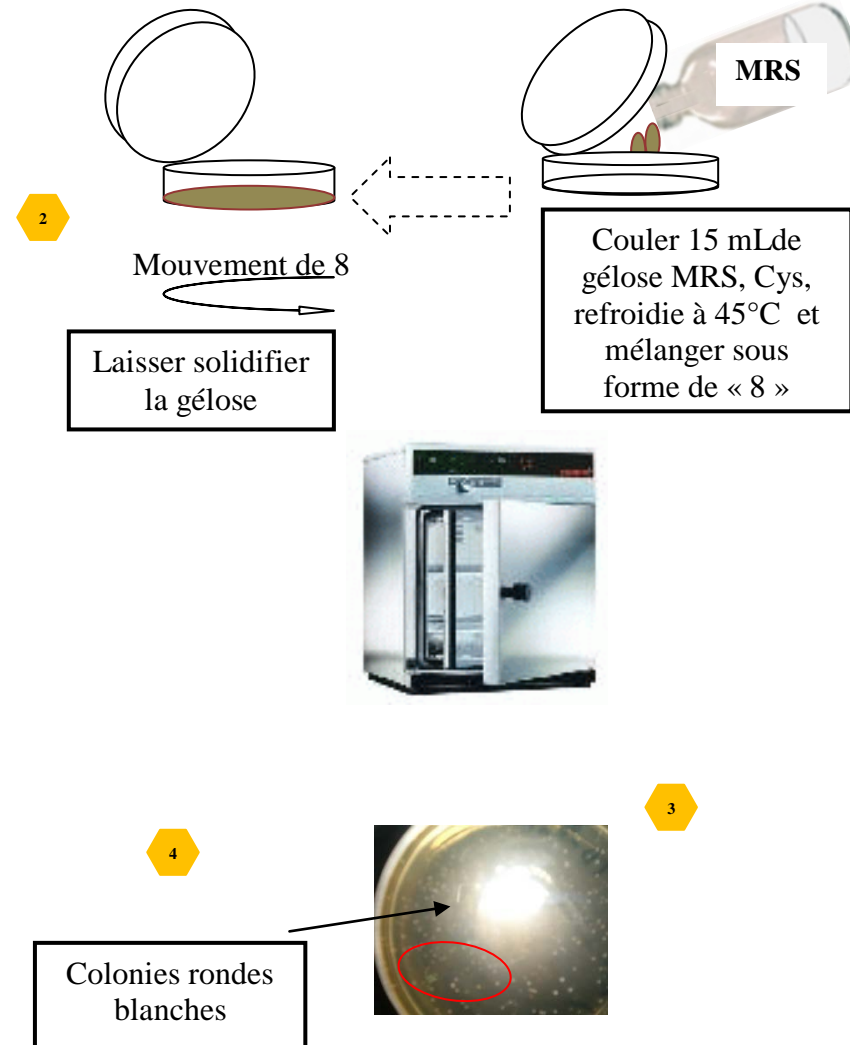 MRS
2
Mouvement de 8
Couler 15 mLde
gélose MRS, Cys,
refroidie à 45°C et
mélanger sous
forme de « 8 »
Laisser solidifier
la gélose
3
4
Colonies rondes
blanches